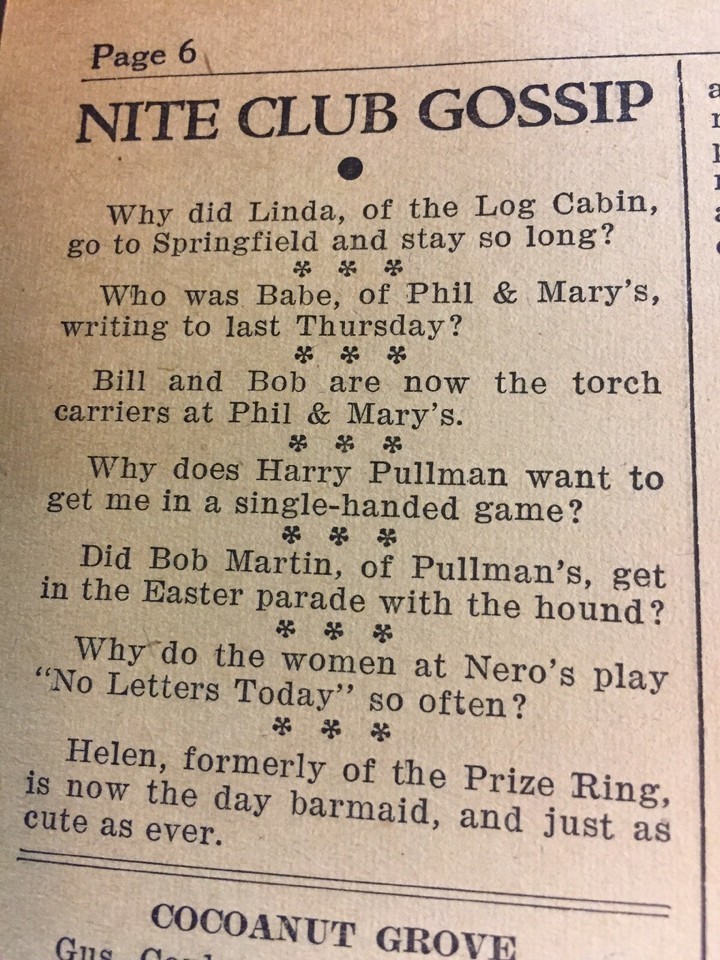 Page 6
NITE CLUB GOSSIP
Why did Linda, of the Log Cabin,
go to Springfield and stay so long?
* * *
Who was Babe, of Phil & Mary's,
writing to last Thursday?
* * *
Bill and Bob are now the torch
carriers at Phil & Mary's.
* * *
Why does Harry Pullman want to
get me in a single-handed game?
* * *
Did Bob Martin, of Pullman's, get
in the Easter parade with the hound?
* * *
Why do the women at Nero's play
"No Letters Today" so often?
* * *
Helen, formerly of the Prize Ring,
is now the day barmaid, and just as
cute as ever.
COCOANUT GROVE
Gus